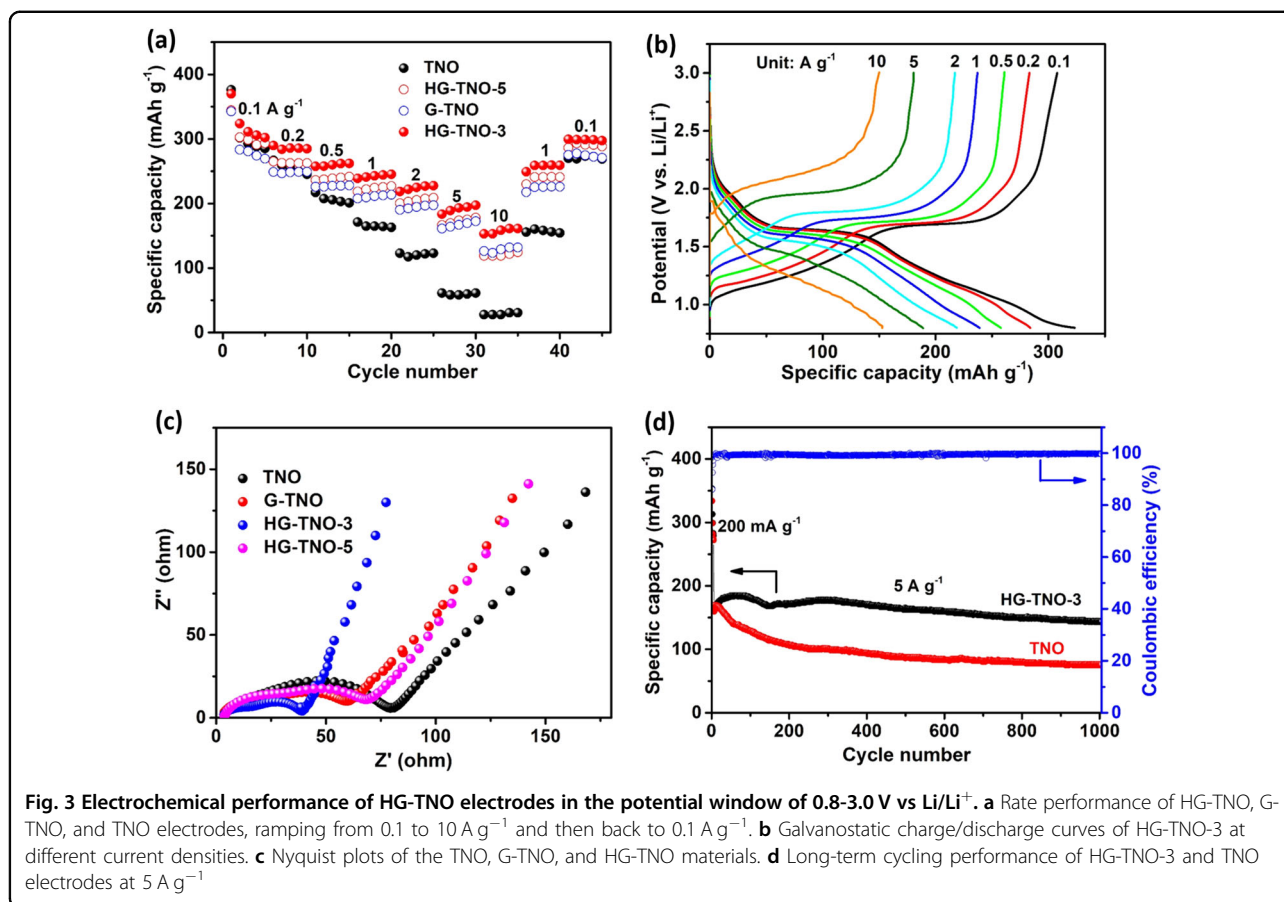 (a)
TNO
HG-TNO-5
G-TNO
HG-TNO-3
0.1 A g⁻¹
0.2
0.5
1
2
5
10
1
0.1
400
300
200
100
0
0 10 20 30 40
Specific capacity (mAh g⁻¹)
Cycle number
(b)
Unit: A g⁻¹ 10 5 2 1 0.5 0.2 0.1
3.0
2.5
2.0
1.5
1.0
0 100 200 300
Potential (V vs. Li/Li⁺)
Specific capacity (mAh g⁻¹)
(c)
TNO
G-TNO
HG-TNO-3
HG-TNO-5
150
100
50
0
0 50 100 150
Z'' (ohm)
Z' (ohm)
(d)
200 mA g⁻¹
5 A g⁻¹
HG-TNO-3
TNO
400
300
200
100
0
100
80
60
40
20
0
0 200 400 600 800 1000
Specific capacity (mAh g⁻¹)
Coulombic efficiency (%)
Cycle number
Fig. 3 Electrochemical performance of HG-TNO electrodes in the potential window of 0.8-3.0 V vs Li/Li⁺. a Rate performance of HG-TNO, G-
TNO, and TNO electrodes, ramping from 0.1 to 10 A g⁻¹ and then back to 0.1 A g⁻¹. b Galvanostatic charge/discharge curves of HG-TNO-3 at
different current densities. c Nyquist plots of the TNO, G-TNO, and HG-TNO materials. d Long-term cycling performance of HG-TNO-3 and TNO
electrodes at 5 A g⁻¹